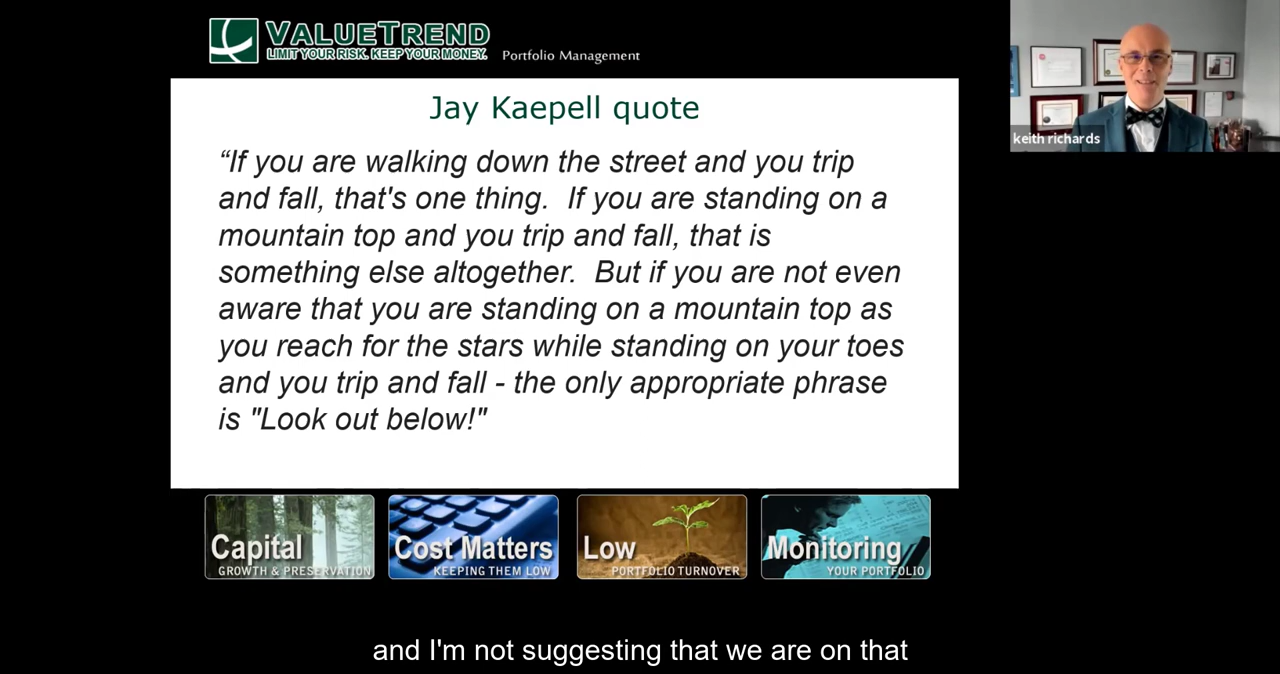 VALUETREND
LIMIT YOUR RISK. KEEP YOUR MONEY.
Portfolio Management
keith richards
Jay Kaepell quote
“If you are walking down the street and you trip
and fall, that's one thing.  If you are standing on a
mountain top and you trip and fall, that is
something else altogether.  But if you are not even
aware that you are standing on a mountain top as
you reach for the stars while standing on your toes
and you trip and fall - the only appropriate phrase
is "Look out below!"
Capital
GROWTH & PRESERVATION
Cost Matters
KEEPING THEM LOW
Low
PORTFOLIO TURNOVER
Monitoring
YOUR PORTFOLIO
and I'm not suggesting that we are on that